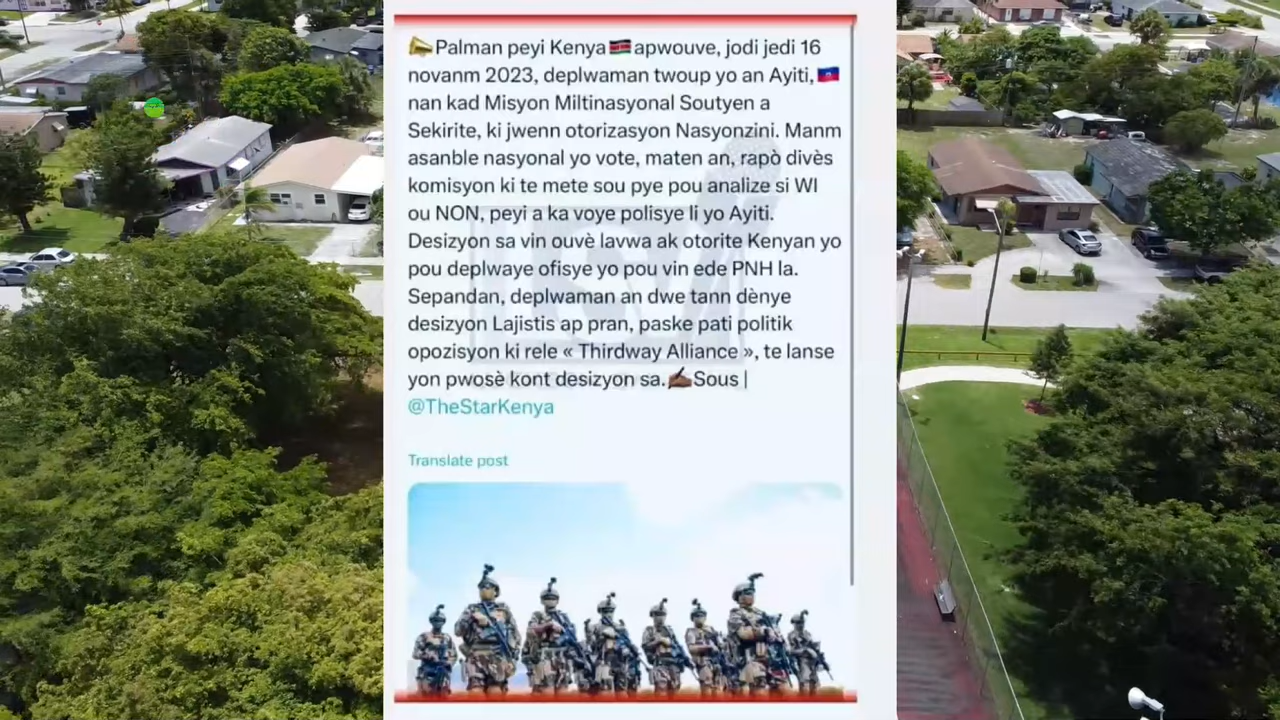 📣Palman peyi Kenya🇰🇪apwouve, jodi jedi 16
novanm 2023, deplwaman twoup yo an Ayiti,🇭🇹
nan kad Misyon Miltinasyonal Soutyen a
Sekirite, ki jwenn otorizasyon Nasyonzini. Manm
asanble nasyonal yo vote, maten an, rapò divès
komisyon ki te mete sou pye pou analize si WI
ou NON, peyi a ka voye polisye li yo Ayiti.
Desizyon sa vin ouvè lavwa ak otorite Kenyan yo
pou deplwaye ofisye yo pou vin ede PNH la.
Sepandan, deplwaman an dwe tann dènye
desizyon Lajistis ap pran, paske pati politik
opozisyon ki rele « Thirdway Alliance », te lanse
yon pwosè kont desizyon sa.✍🏾Sous |
@TheStarKenya
Translate post